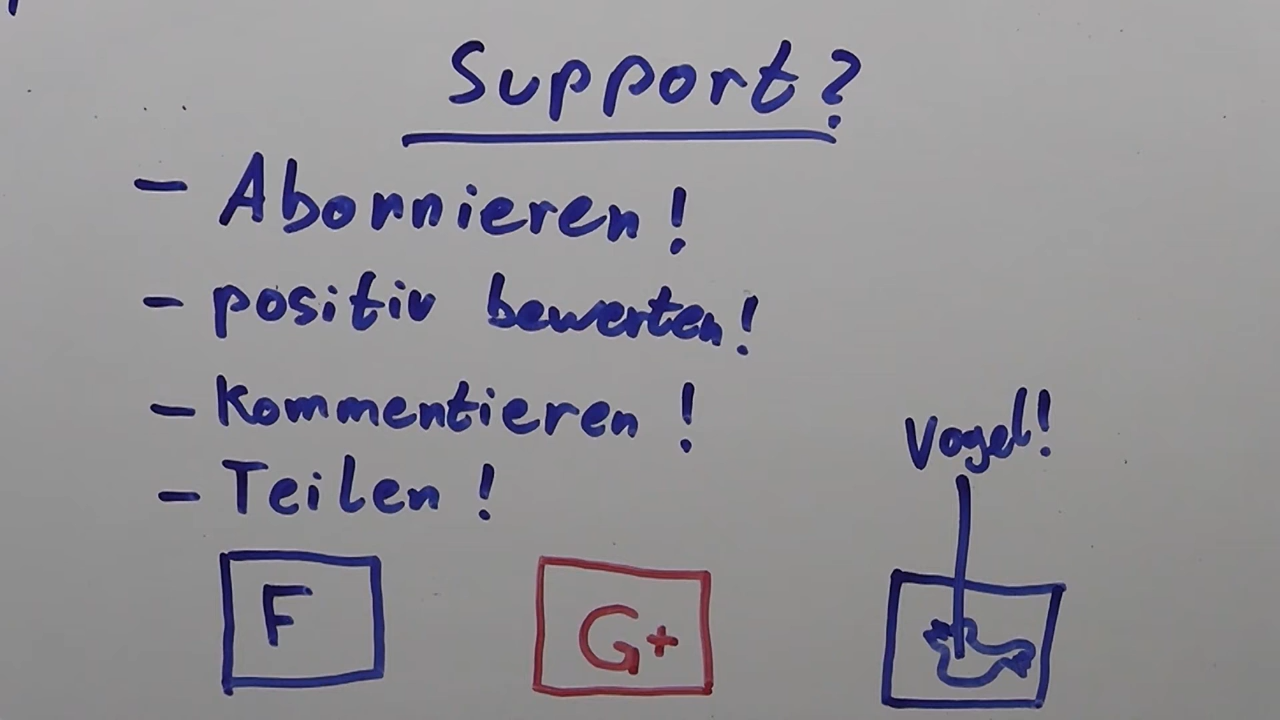 Support?
- Abonnieren!
- positiv bewerten!
- Kommentieren!
- Teilen!
Vogel!
F
G+